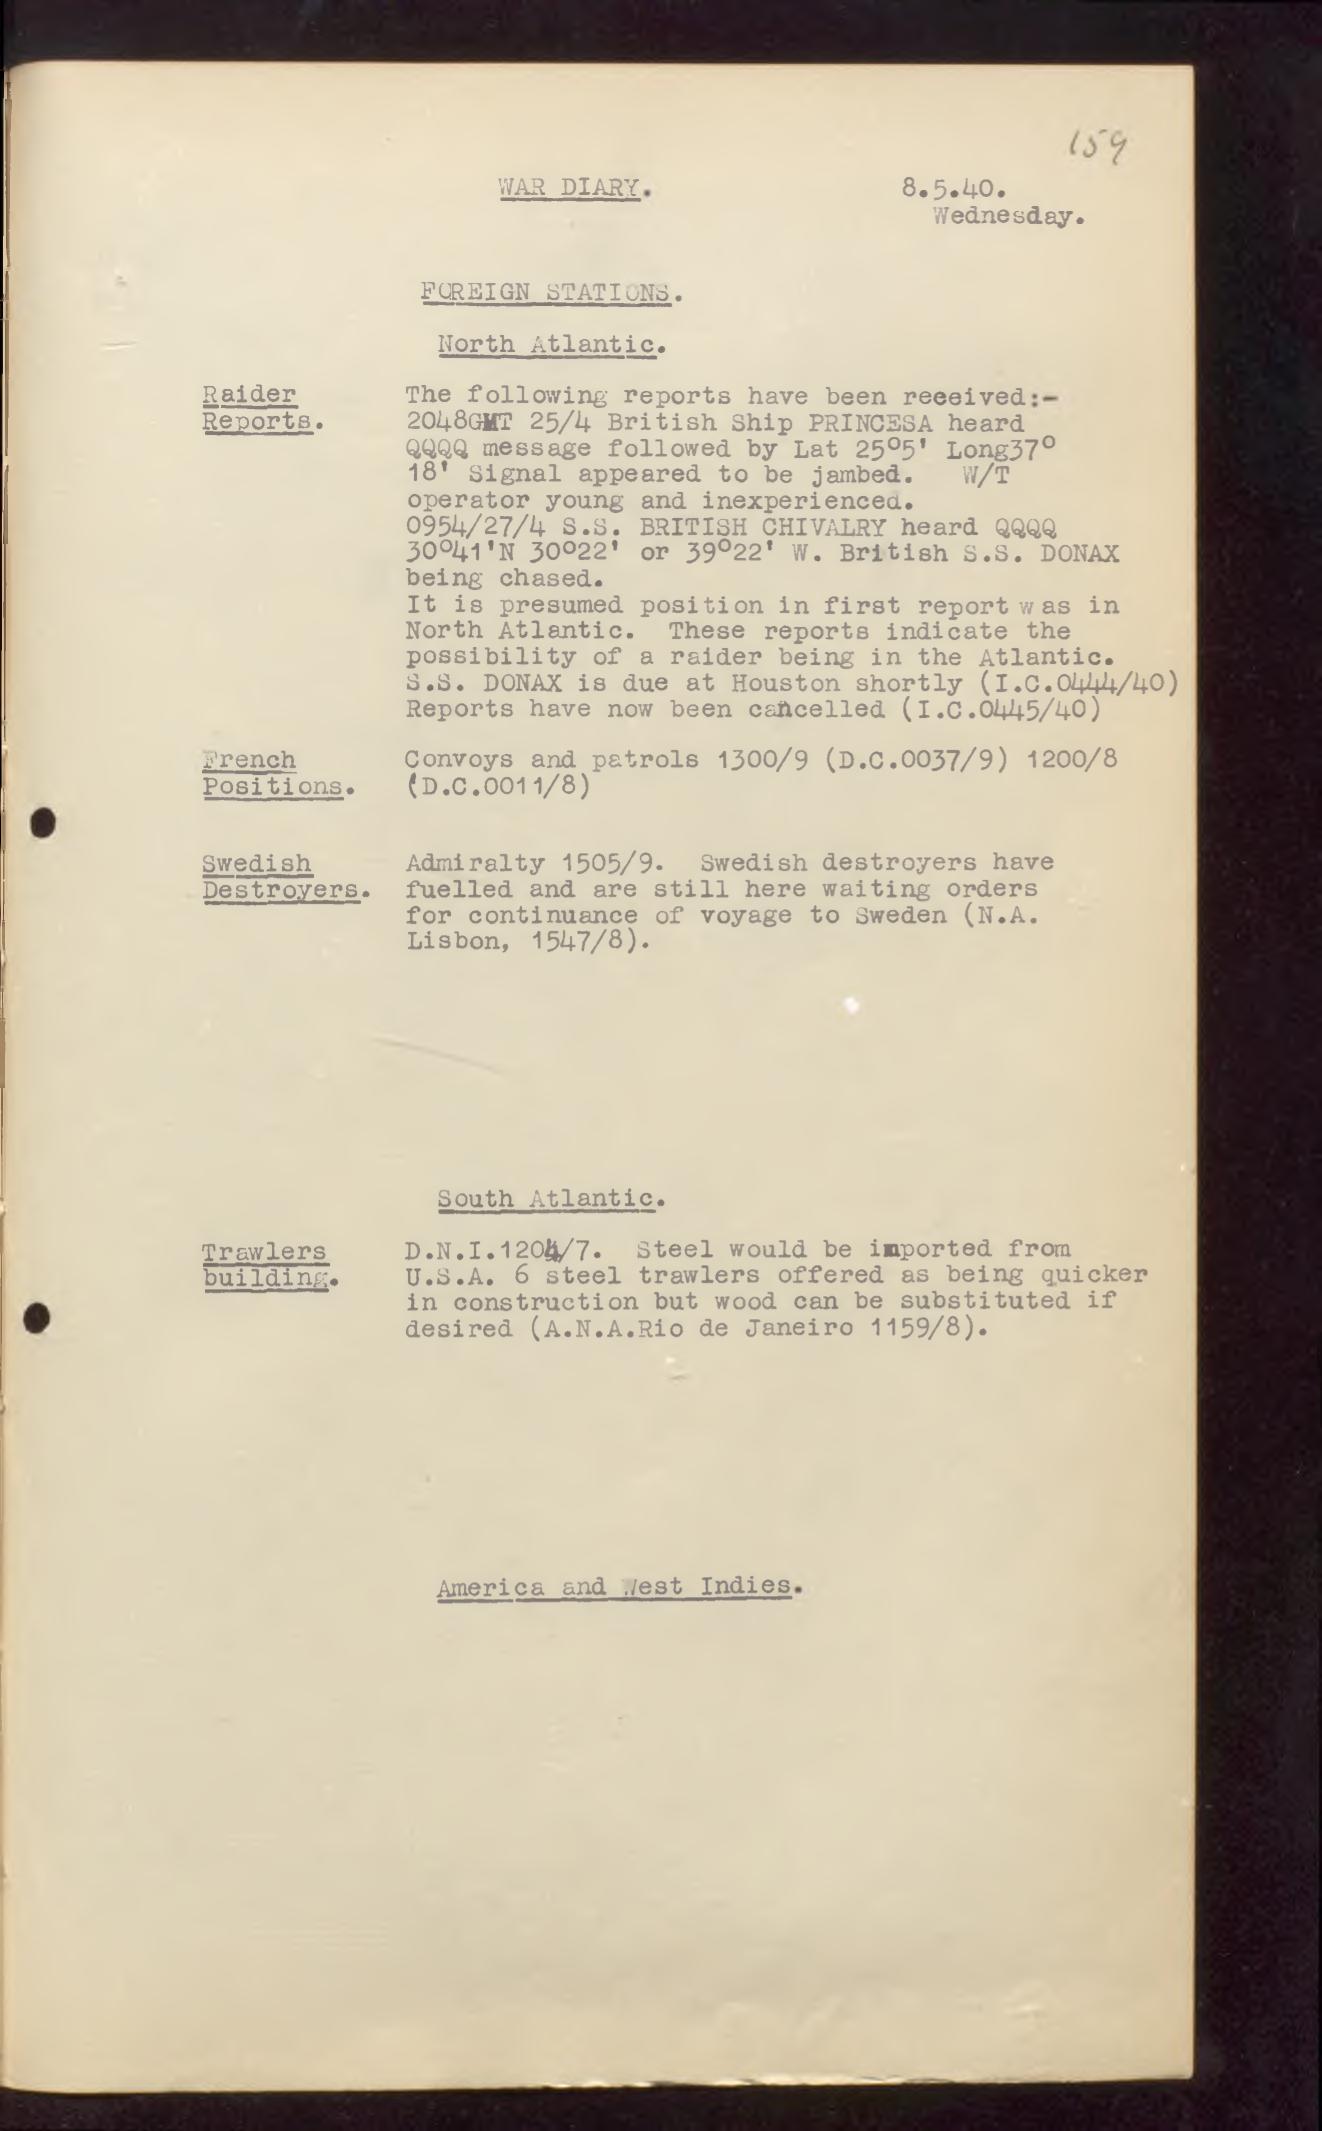 159
WAR DIARY. 8.5.40.
Wednesday.
FOREIGN STATIONS.
North Atlantic.
Raider Reports.
The following reports have been received:-
2048GMT 25/4 British Ship PRINCESA heard
QQQQ message followed by Lat 25°5' Long37°
18' Signal appeared to be jambed. W/T
operator young and inexperienced.
0954/27/4 S.S. BRITISH CHIVALRY heard QQQQ
30°41'N 30°22' or 39°22' W. British S.S. DONAX
being chased.
It is presumed position in first report was in
North Atlantic. These reports indicate the
possibility of a raider being in the Atlantic.
S.S. DONAX is due at Houston shortly (I.C.0444/40)
Reports have now been cancelled (I.C.0445/40)
French Positions.
Convoys and patrols 1300/9 (D.C.0037/9) 1200/8
(D.C.0011/8)
Swedish Destroyers.
Admiralty 1505/9. Swedish destroyers have
fuelled and are still here waiting orders
for continuance of voyage to Sweden (N.A.
Lisbon, 1547/8).
South Atlantic.
Trawlers building.
D.N.I.1204/7. Steel would be imported from
U.S.A. 6 steel trawlers offered as being quicker
in construction but wood can be substituted if
desired (A.N.A.Rio de Janeiro 1159/8).
America and West Indies.